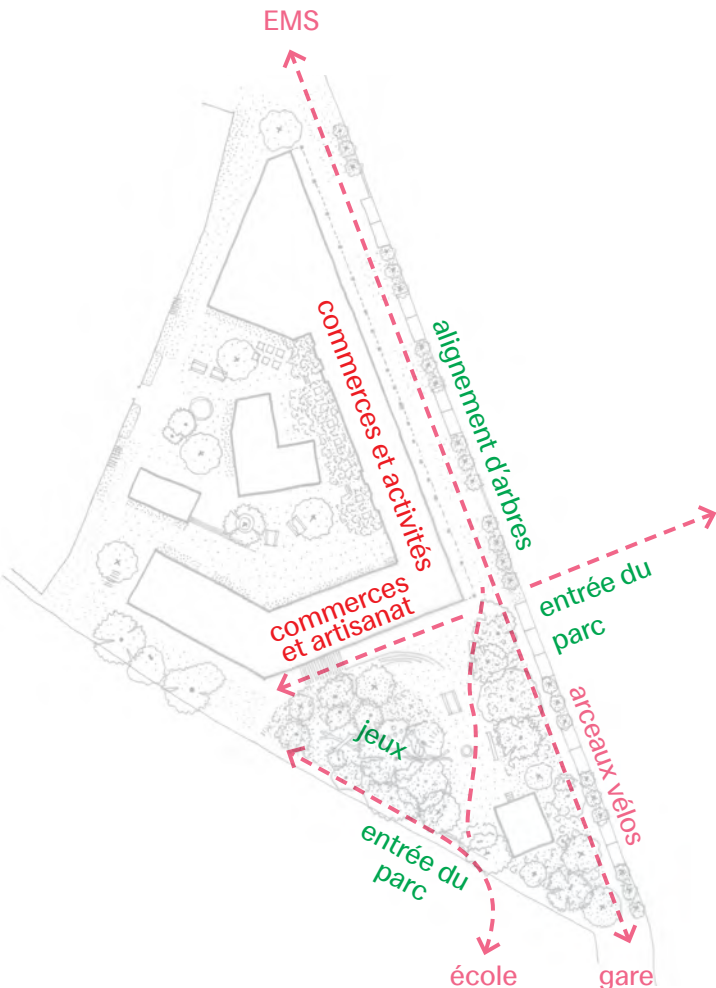 EMS
commerces et activités
alignement d'arbres
entrée du
parc
commerces
et artisanat
arceaux vélos
jeux
entrée du
parc
école
gare